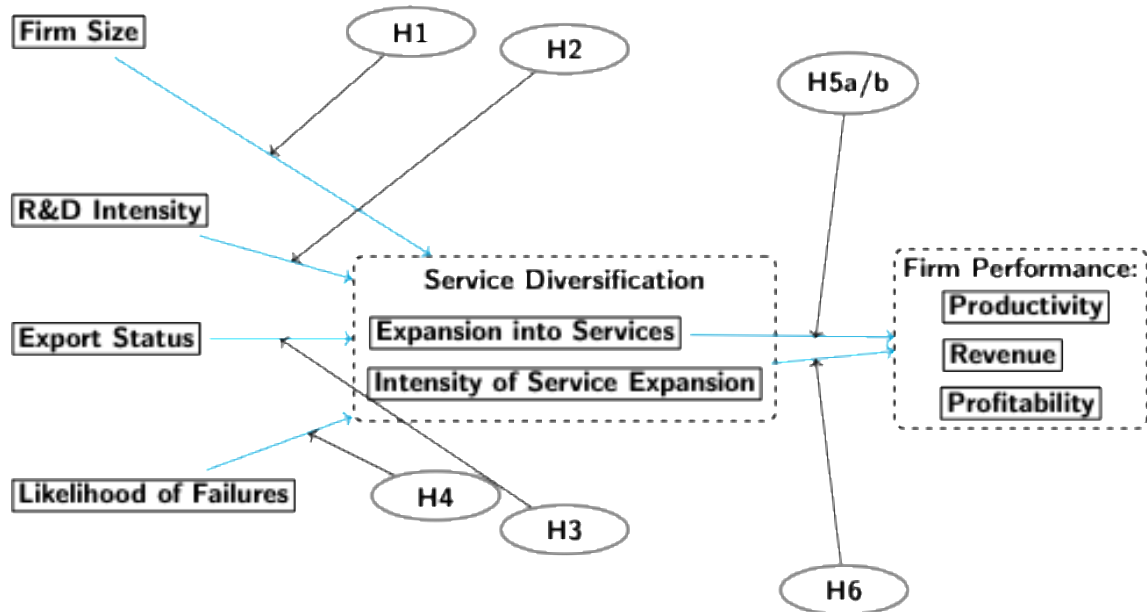 Firm Size
H1
H2
H5a/b
R&D Intensity
Service Diversification
Firm Performance:
Productivity
Export Status
Expansion into Services
Revenue
Intensity of Service Expansion
Profitability
Likelihood of Failures
H4
H3
H6